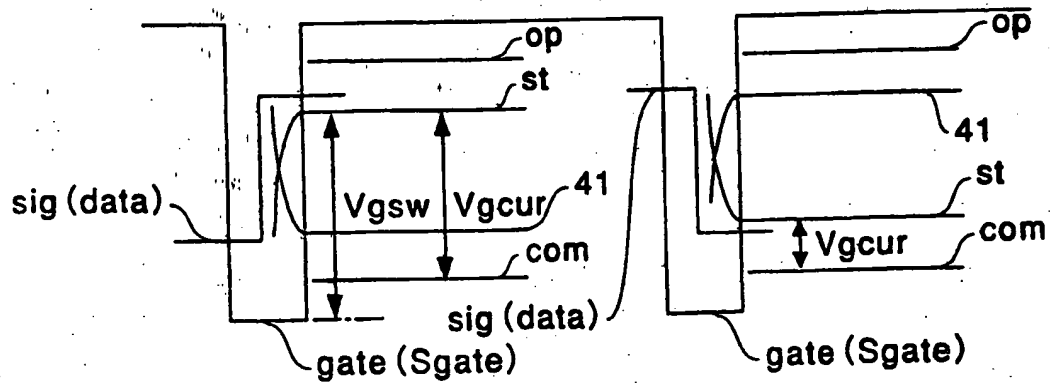 op
st
41
sig (data)
Vgsw
Vgcur
com
gate (Sgate)
op
41
st
Vgcur
com
sig (data)
gate (Sgate)